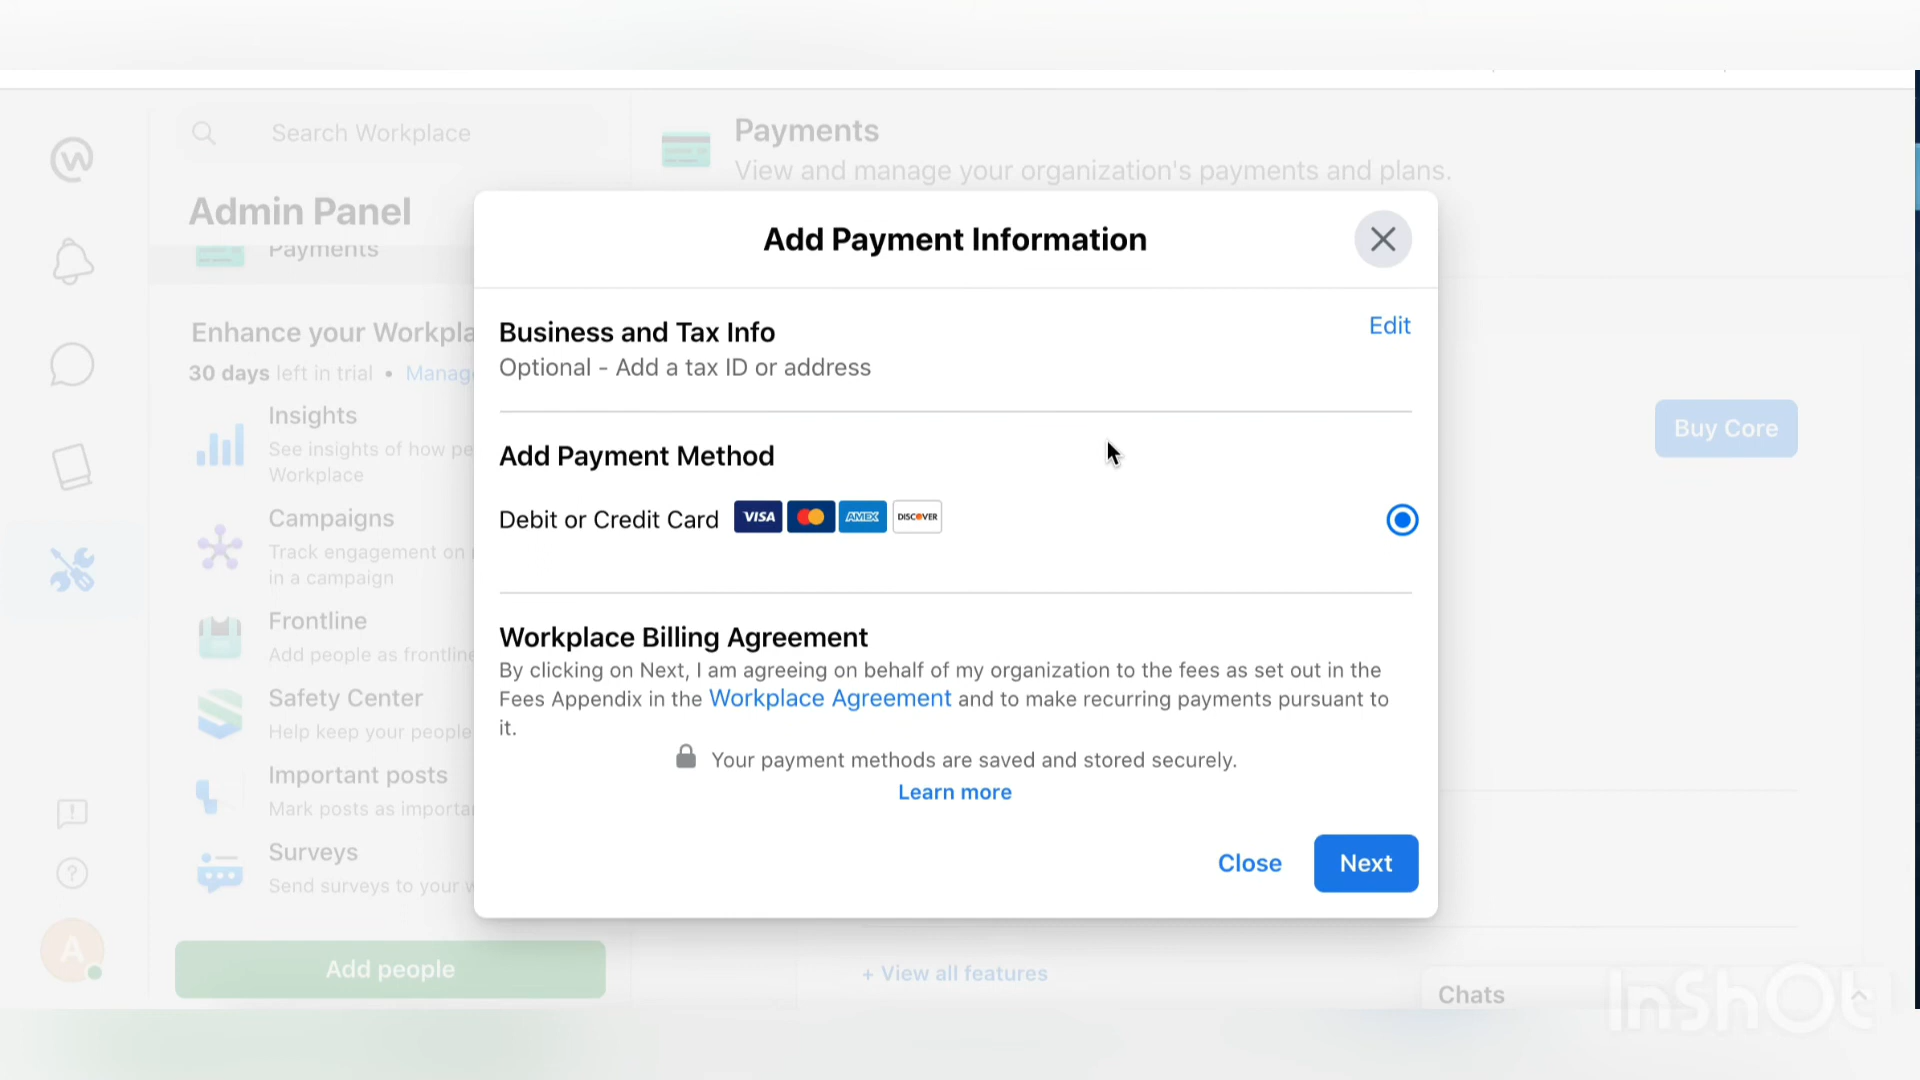 Search Workplace
Admin Panel
Payments
Enhance your Workpla
30 days left in trial • Manag
Insights
See insights of how pe
Workplace
Campaigns
Track engagement on
in a campaign
Frontline
Add people as frontline
Safety Center
Help keep your people
Important posts
Mark posts as importa
Surveys
Send surveys to your w
Add people
A
Payments
View and manage your organization's payments and plans.
Buy Core
+ View all features
Chats
Add Payment Information
Business and Tax Info
Edit
Optional - Add a tax ID or address
Add Payment Method
Debit or Credit Card VISA AMEX DISCOVER
Workplace Billing Agreement
By clicking on Next, I am agreeing on behalf of my organization to the fees as set out in the
Fees Appendix in the Workplace Agreement and to make recurring payments pursuant to
it.
Your payment methods are saved and stored securely.
Learn more
Close
Next
InShOt